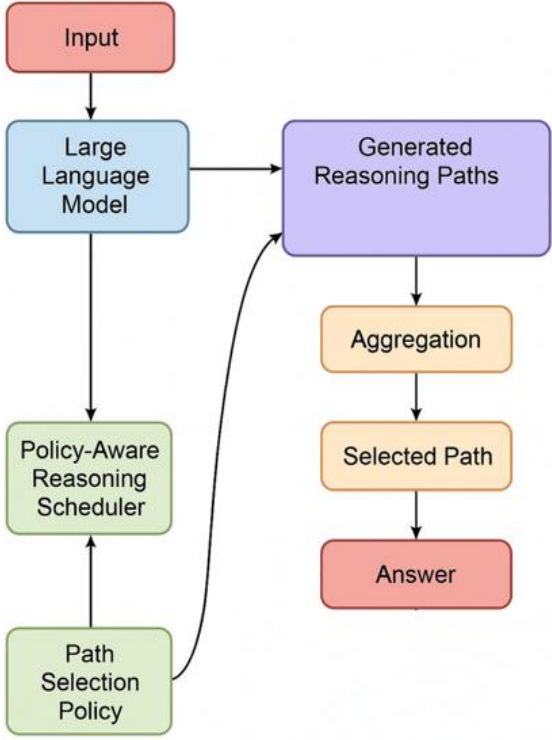 Input
Large
Language
Model
Generated
Reasoning Paths
Aggregation
Policy-Aware
Reasoning
Scheduler
Selected Path
Answer
Path
Selection
Policy